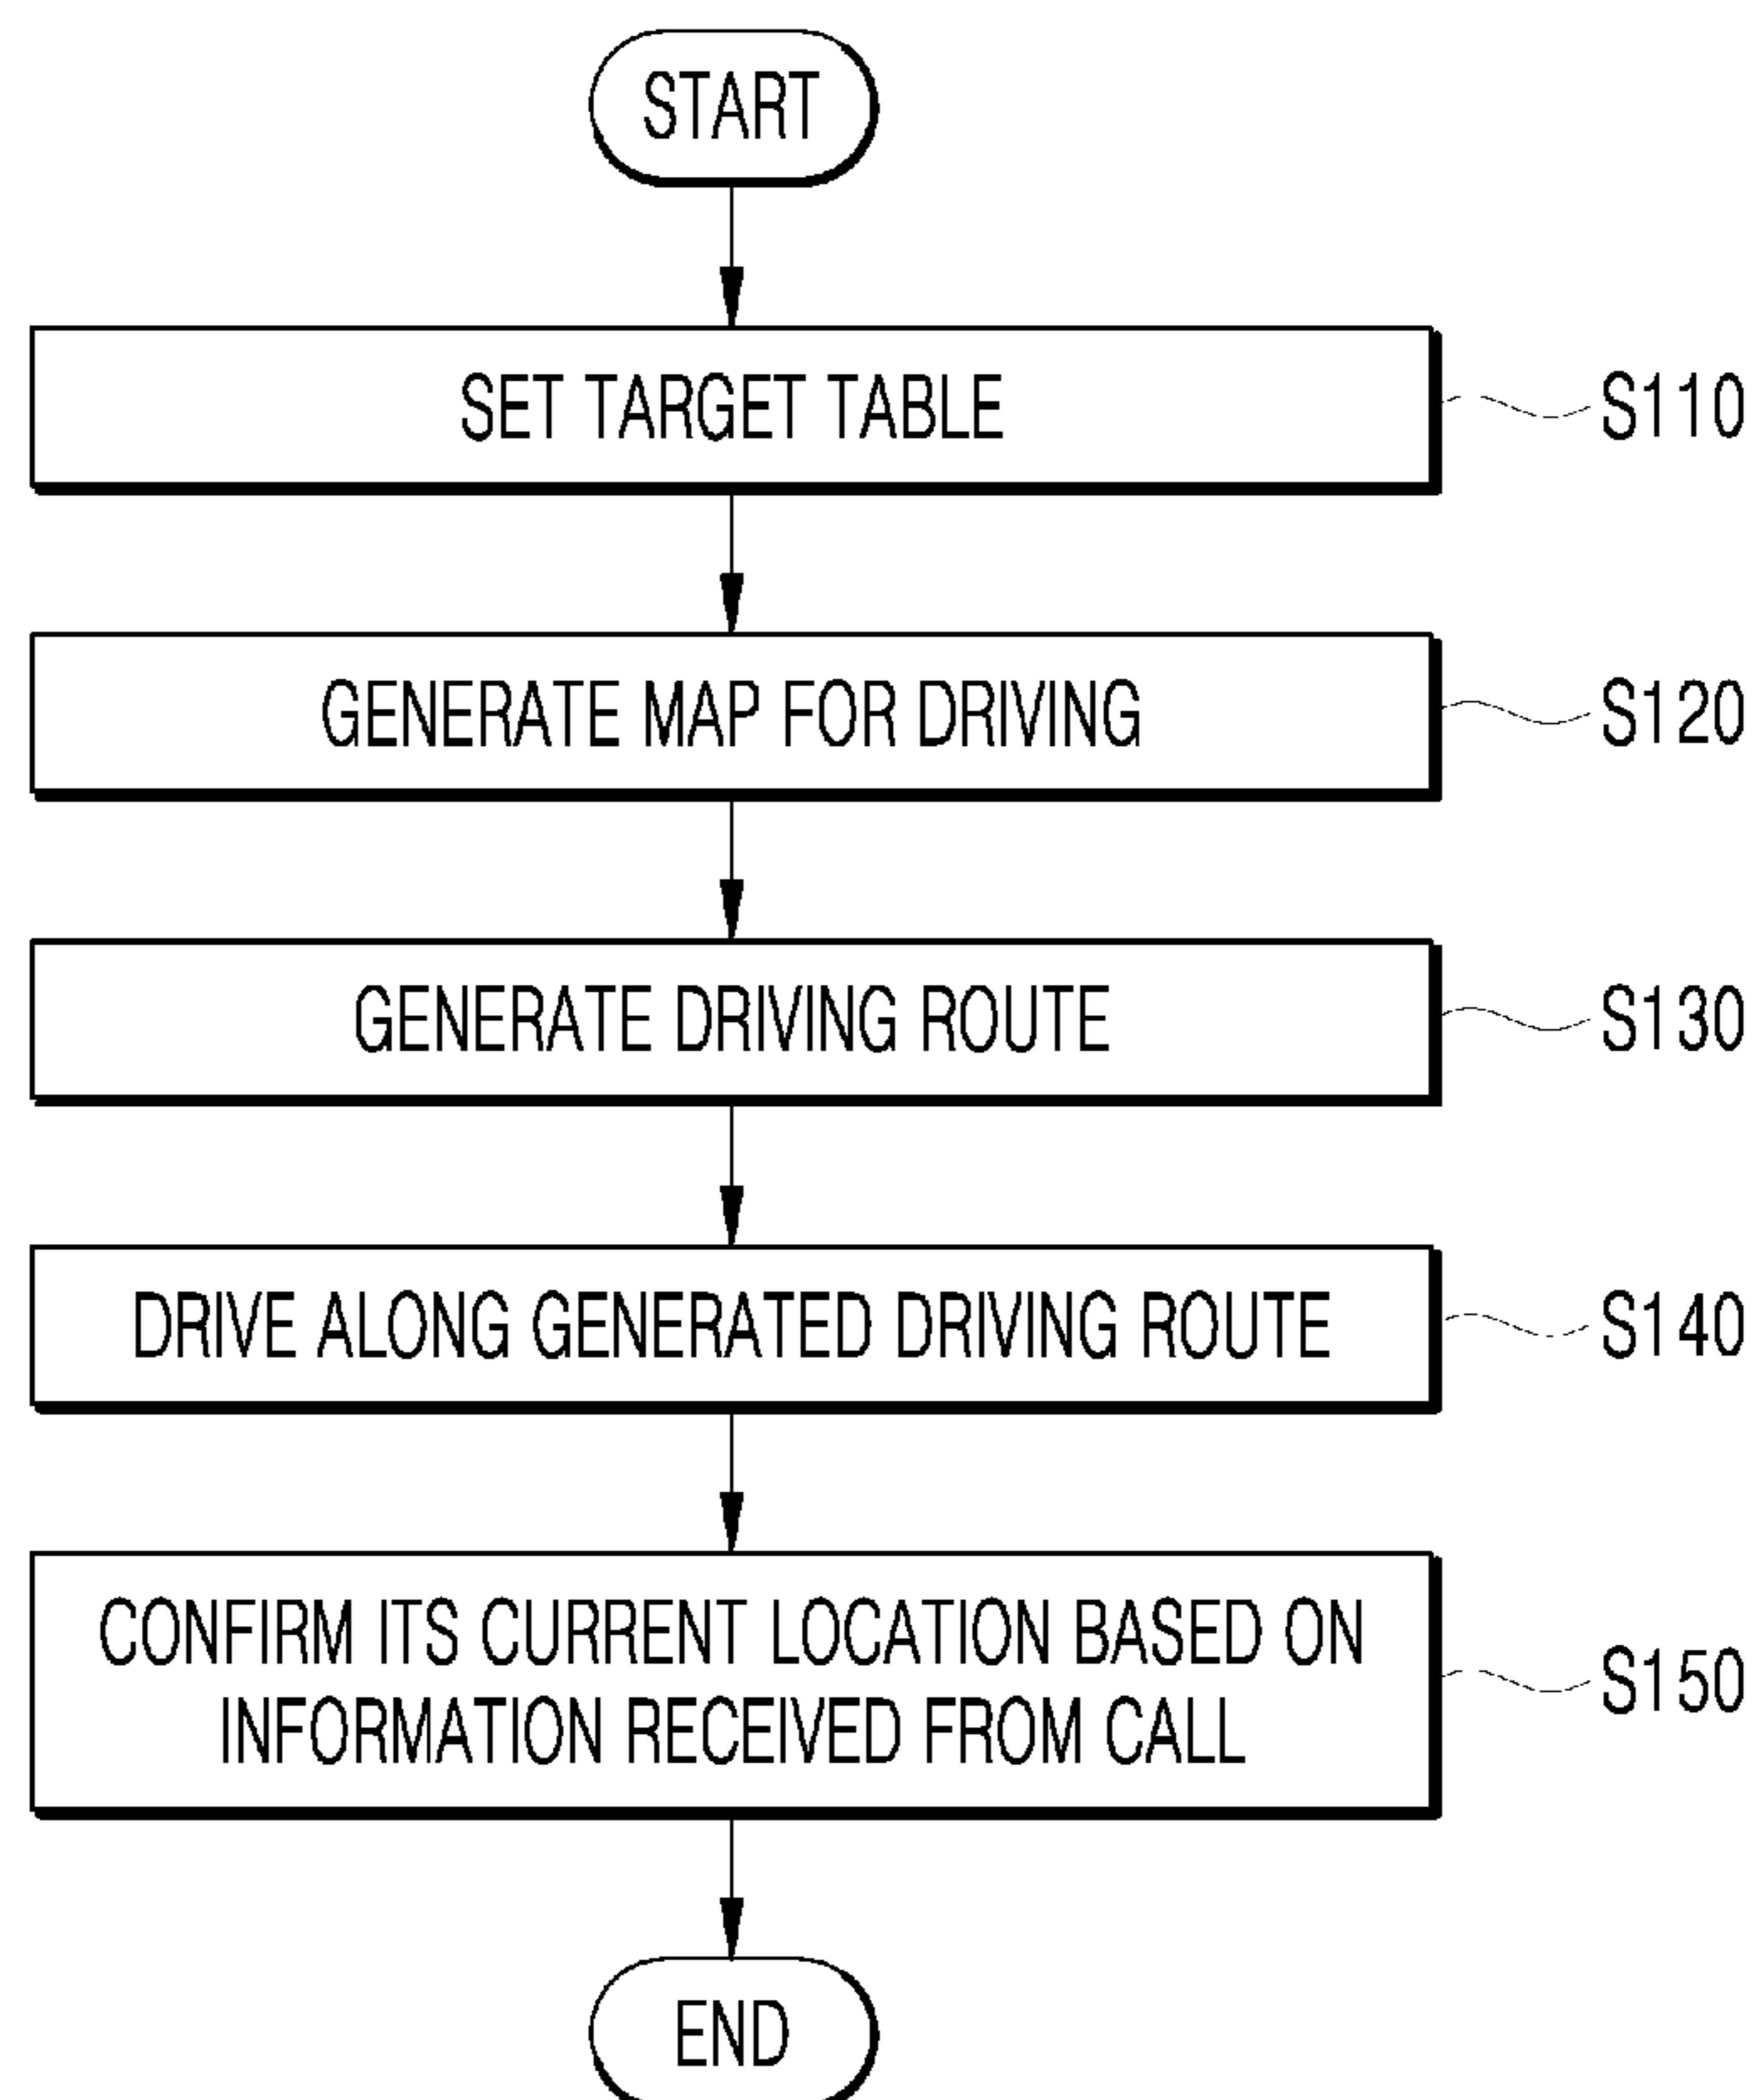 START
SET TARGET TABLE
S110
GENERATE MAP FOR DRIVING
S120
GENERATE DRIVING ROUTE
S130
DRIVE ALONG GENERATED DRIVING ROUTE
S140
CONFIRM ITS CURRENT LOCATION BASED ON
INFORMATION RECEIVED FROM CALL
S150
END